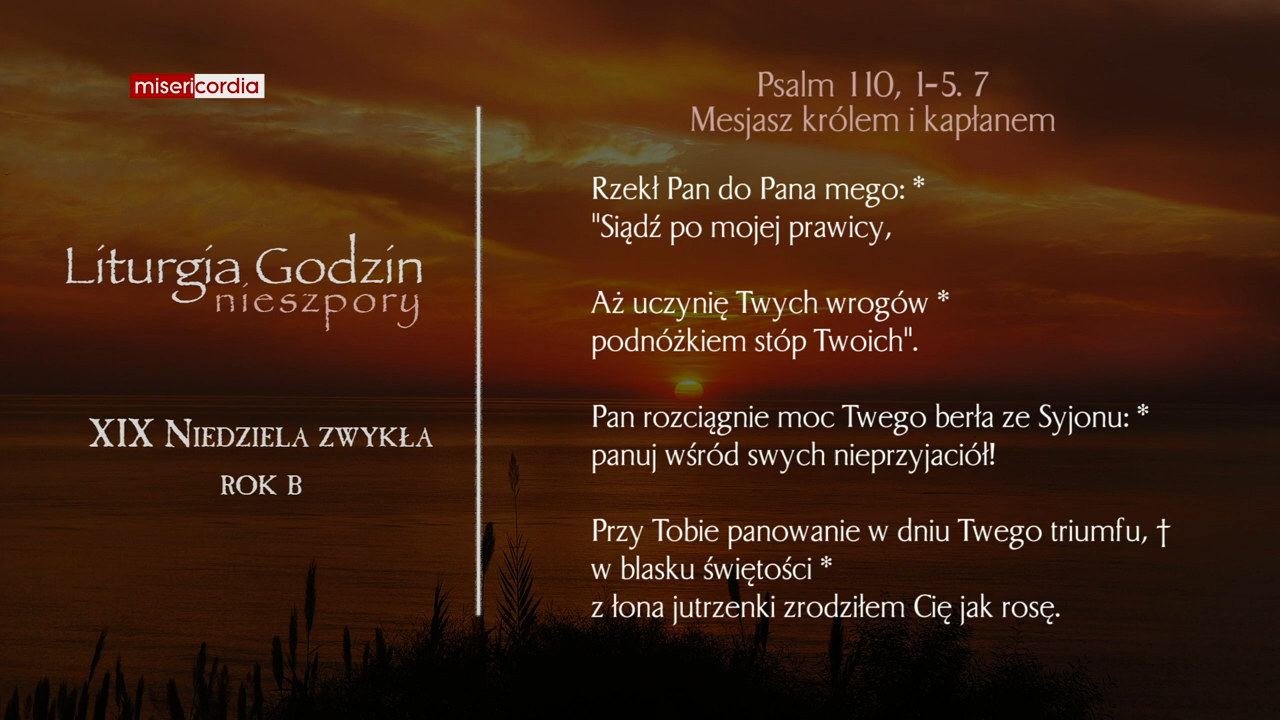 misericordia
Liturgia Godzin
nieszpory
XIX Niedziela zwykła
rok B
Psalm 110, 1-5. 7
Mesjasz królem i kapłanem
Rzekł Pan do Pana mego: *
"Siądź po mojej prawicy,
Aż uczynię Twych wrogów *
podnóżkiem stóp Twoich".
Pan rozciągnie moc Twego berła ze Syjonu: *
panuj wśród swych nieprzyjaciół!
Przy Tobie panowanie w dniu Twego triumfu, †
w blasku świętości *
z łona jutrzenki zrodziłem Cię jak rosę.